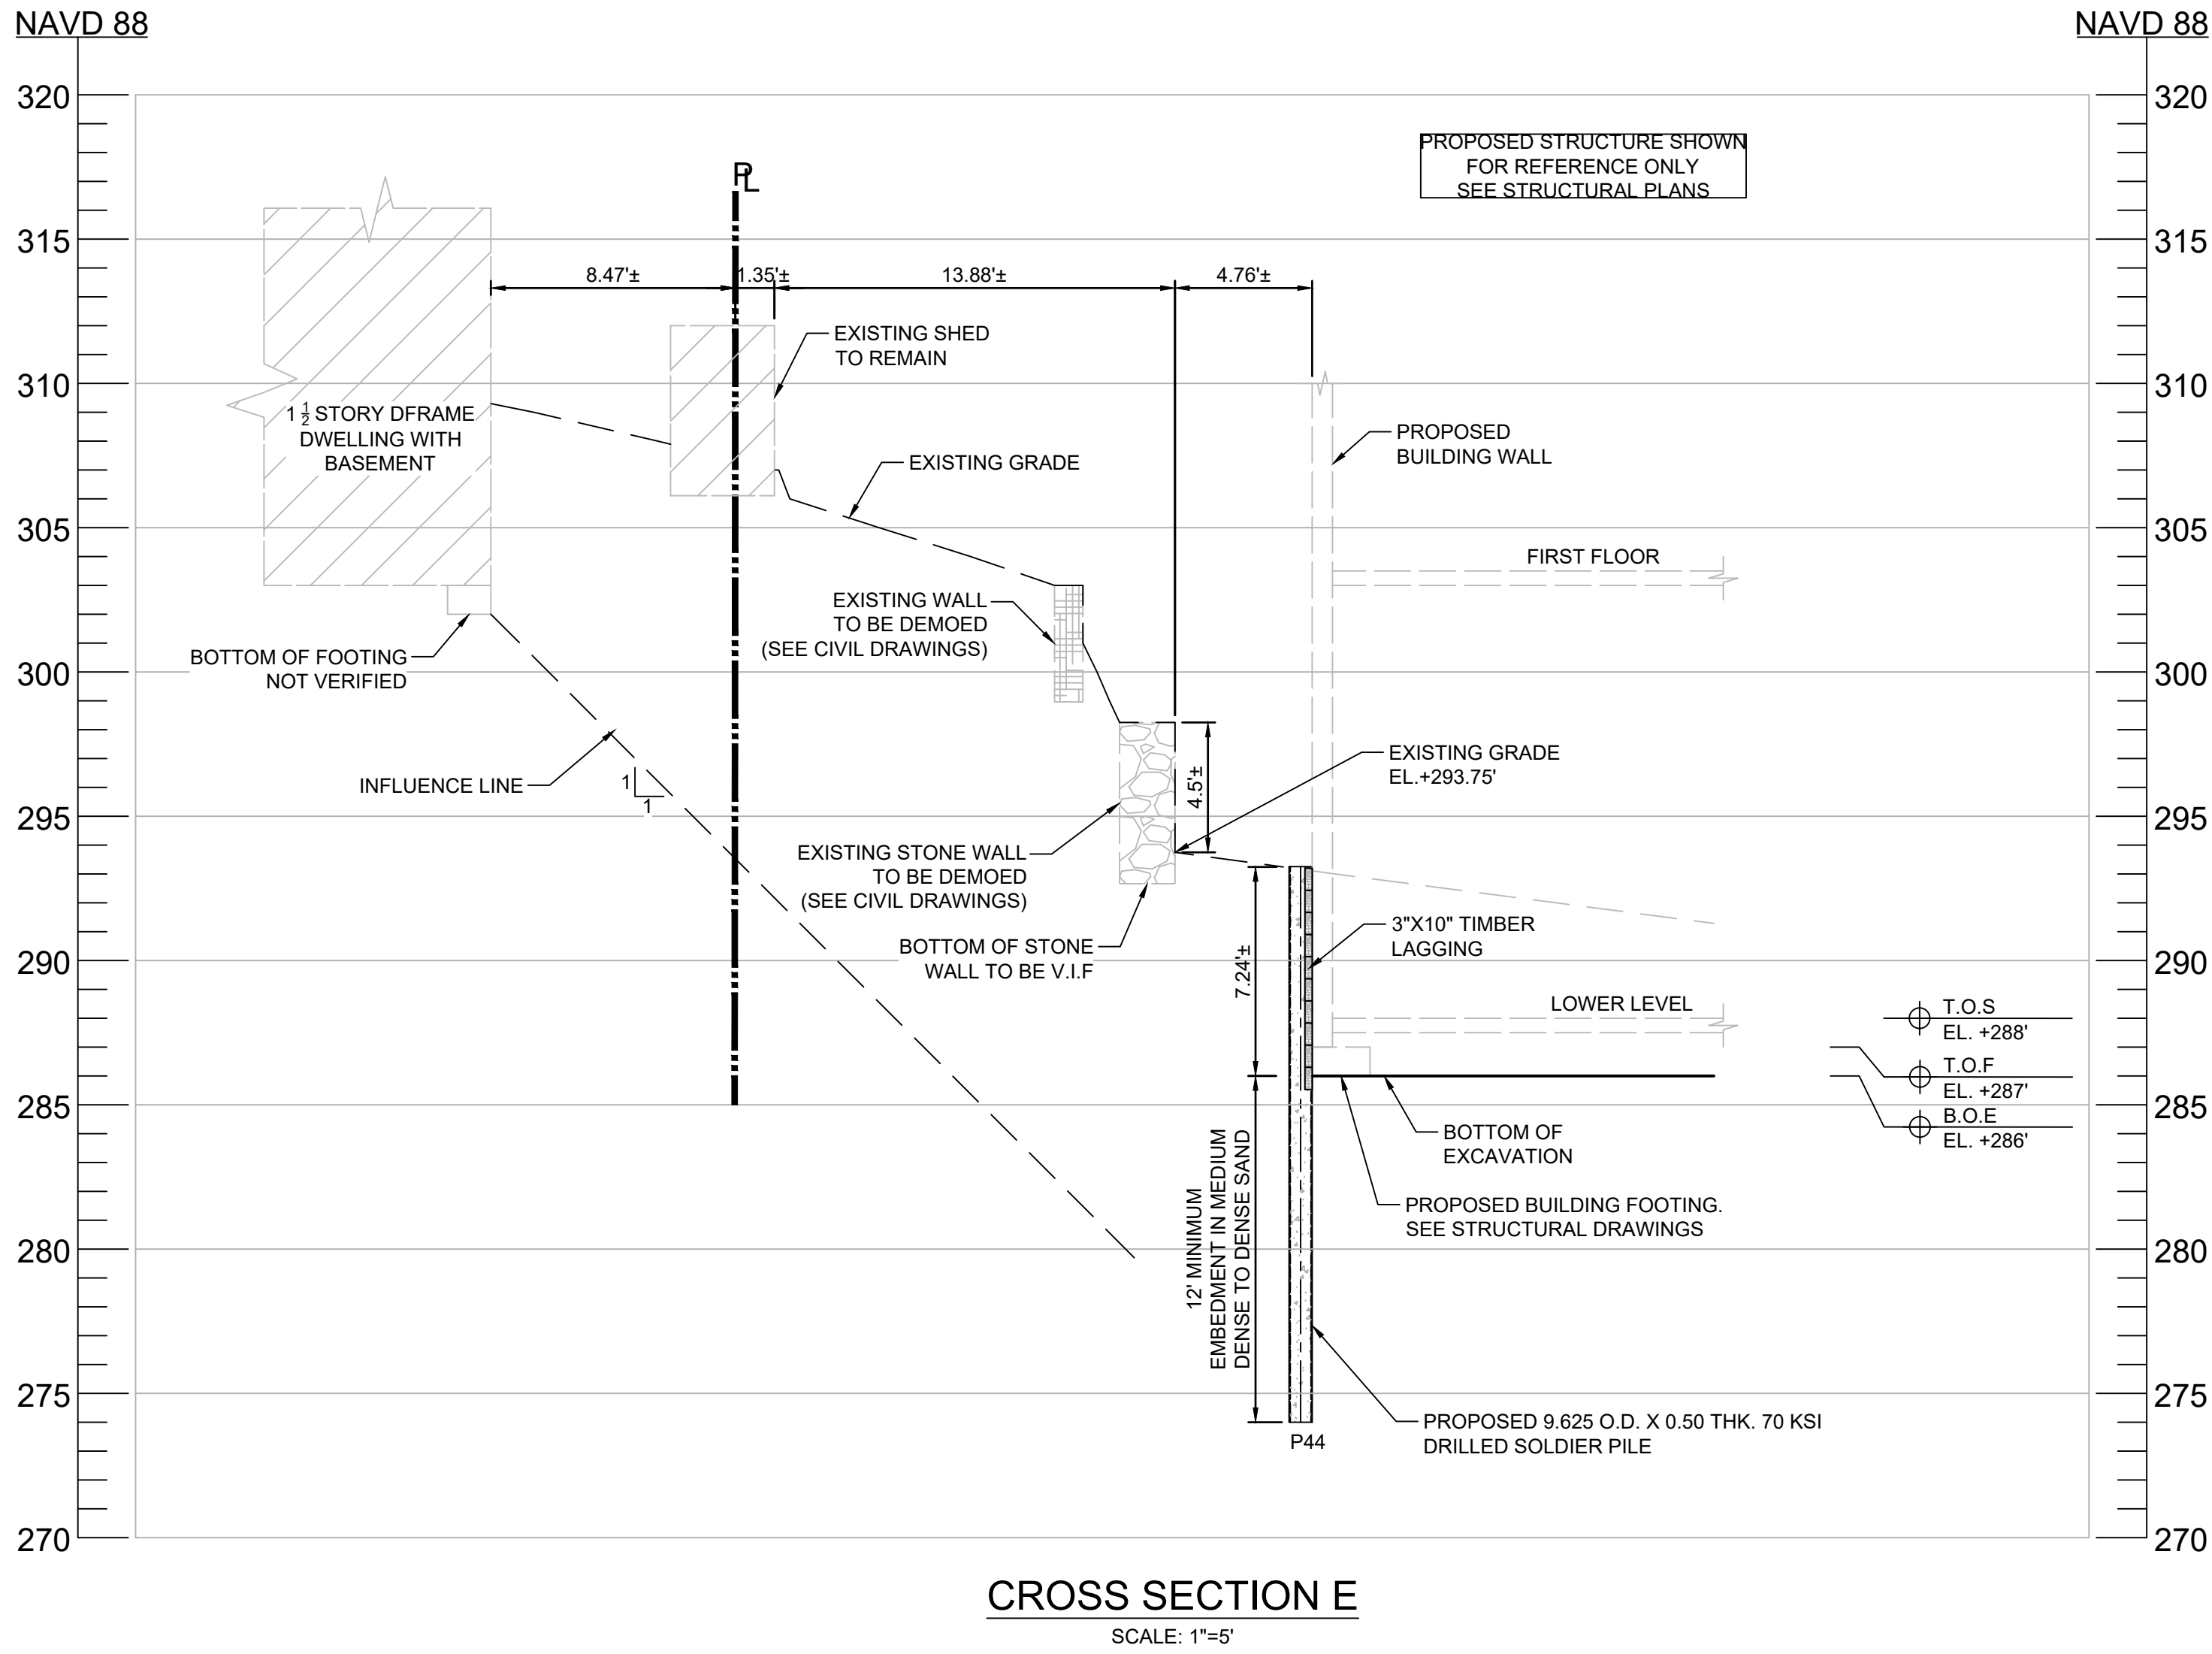 NAVD 88
NAVD 88
320
315
310
305
300
295
290
285
280
275
270
PROPOSED STRUCTURE SHOWN
FOR REFERENCE ONLY
SEE STRUCTURAL PLANS
PL
8.47'±
1.35'±
13.88'±
4.76'±
EXISTING SHED
TO REMAIN
1 1/2 STORY DFRAME
DWELLING WITH
BASEMENT
EXISTING GRADE
PROPOSED
BUILDING WALL
FIRST FLOOR
EXISTING WALL
TO BE DEMOED
(SEE CIVIL DRAWINGS)
BOTTOM OF FOOTING
NOT VERIFIED
INFLUENCE LINE
1
1
4.5'±
EXISTING GRADE
EL.+293.75'
EXISTING STONE WALL
TO BE DEMOED
(SEE CIVIL DRAWINGS)
BOTTOM OF STONE
WALL TO BE V.I.F
3"X10" TIMBER
LAGGING
7.24'±
LOWER LEVEL
T.O.S
EL. +288'
T.O.F
EL. +287'
B.O.E
EL. +286'
BOTTOM OF
EXCAVATION
PROPOSED BUILDING FOOTING.
SEE STRUCTURAL DRAWINGS
12' MINIMUM
EMBEDMENT IN MEDIUM
DENSE TO DENSE SAND
PROPOSED 9.625 O.D. X 0.50 THK. 70 KSI
DRILLED SOLDIER PILE
P44
320
315
310
305
300
295
290
285
280
275
270
CROSS SECTION E
SCALE: 1"=5'